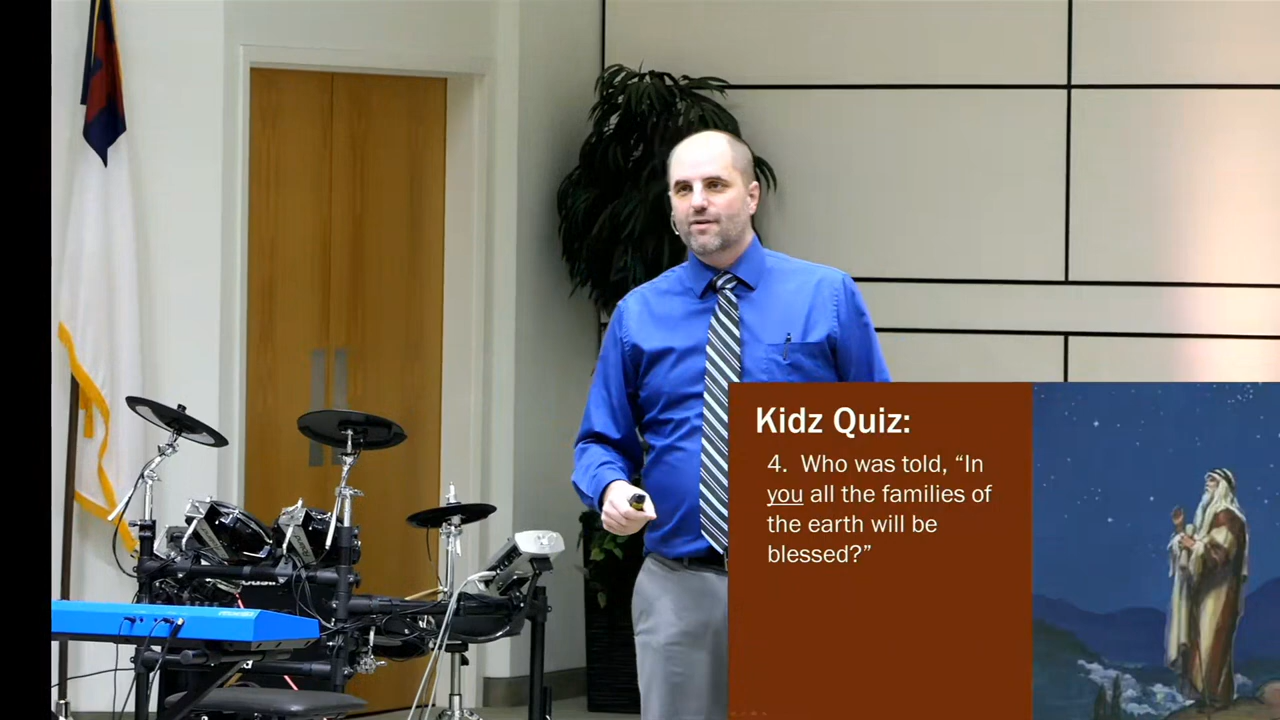 Kidz Quiz:
4. Who was told, “In
you all the families of
the earth will be
blessed?”